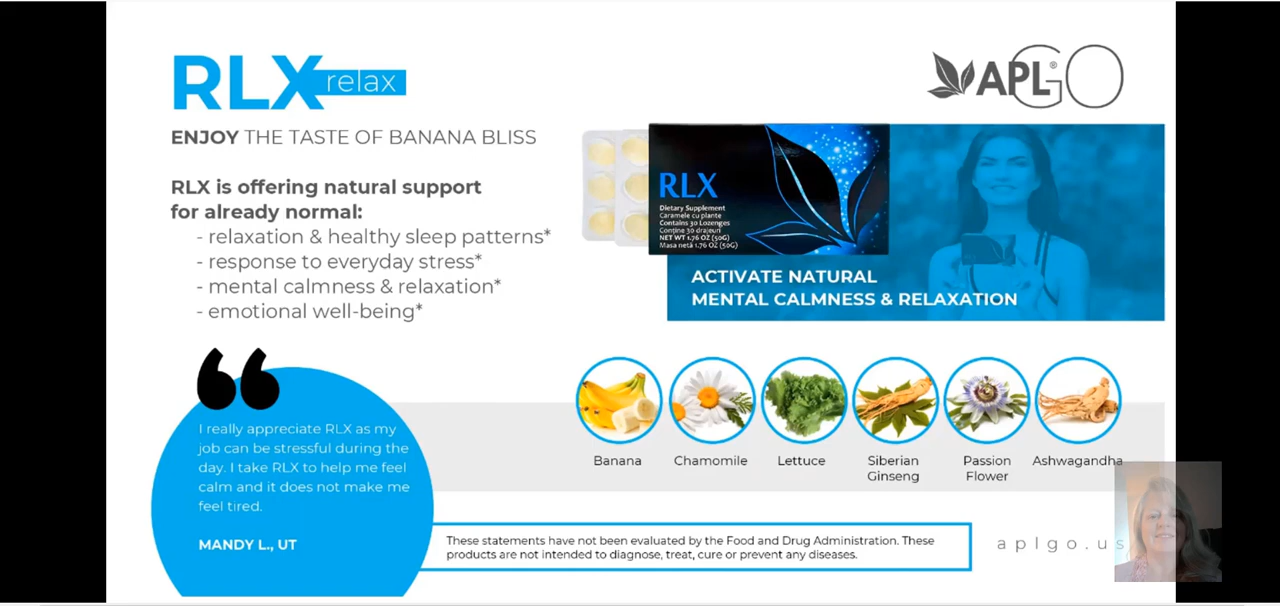 RLX relax
APLGO®
ENJOY THE TASTE OF BANANA BLISS
RLX is offering natural support
for already normal:
- relaxation & healthy sleep patterns*
- response to everyday stress*
- mental calmness & relaxation*
- emotional well-being*
RLX
Dietary Supplement
Caramele cu plante
Contains 30 Lozenges
Conține 30 drajeuri
NET WT 1.76 OZ (50G)
Masa netă 1.76 OZ (50G)
ACTIVATE NATURAL
MENTAL CALMNESS & RELAXATION
I really appreciate RLX as my
job can be stressful during the
day. I take RLX to help me feel
calm and it does not make me
feel tired.
MANDY L., UT
Banana
Chamomile
Lettuce
Siberian
Ginseng
Passion
Flower
Ashwagandha
These statements have not been evaluated by the Food and Drug Administration. These
products are not intended to diagnose, treat, cure or prevent any diseases.
aplgo.us